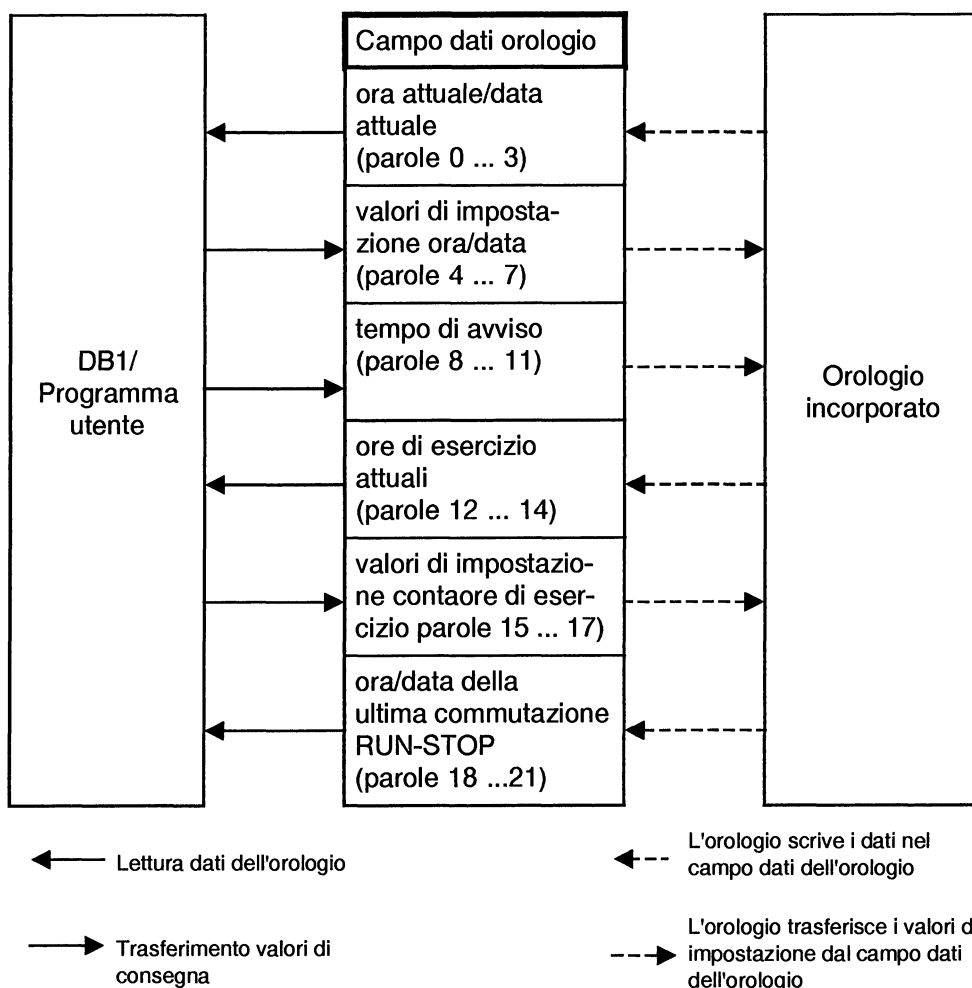 Campo dati orologio
ora attuale/data
attuale
(parole 0 ... 3)
valori di imposta-
zione ora/data
(parole 4 ... 7)
tempo di avviso
(parole 8 ... 11)
ore di esercizio
attuali
(parole 12 ... 14)
valori di impostazio-
ne contaore di eser-
cizio parole 15 ... 17)
ora/data della
ultima commutazione
RUN-STOP
(parole 18 ...21)
DB1/
Programma
utente
Orologio
incorporato
Lettura dati dell'orologio
L'orologio scrive i dati nel
campo dati dell'orologio
Trasferimento valori di
consegna
L'orologio trasferisce i valori d
impostazione dal campo dati
dell'orologio